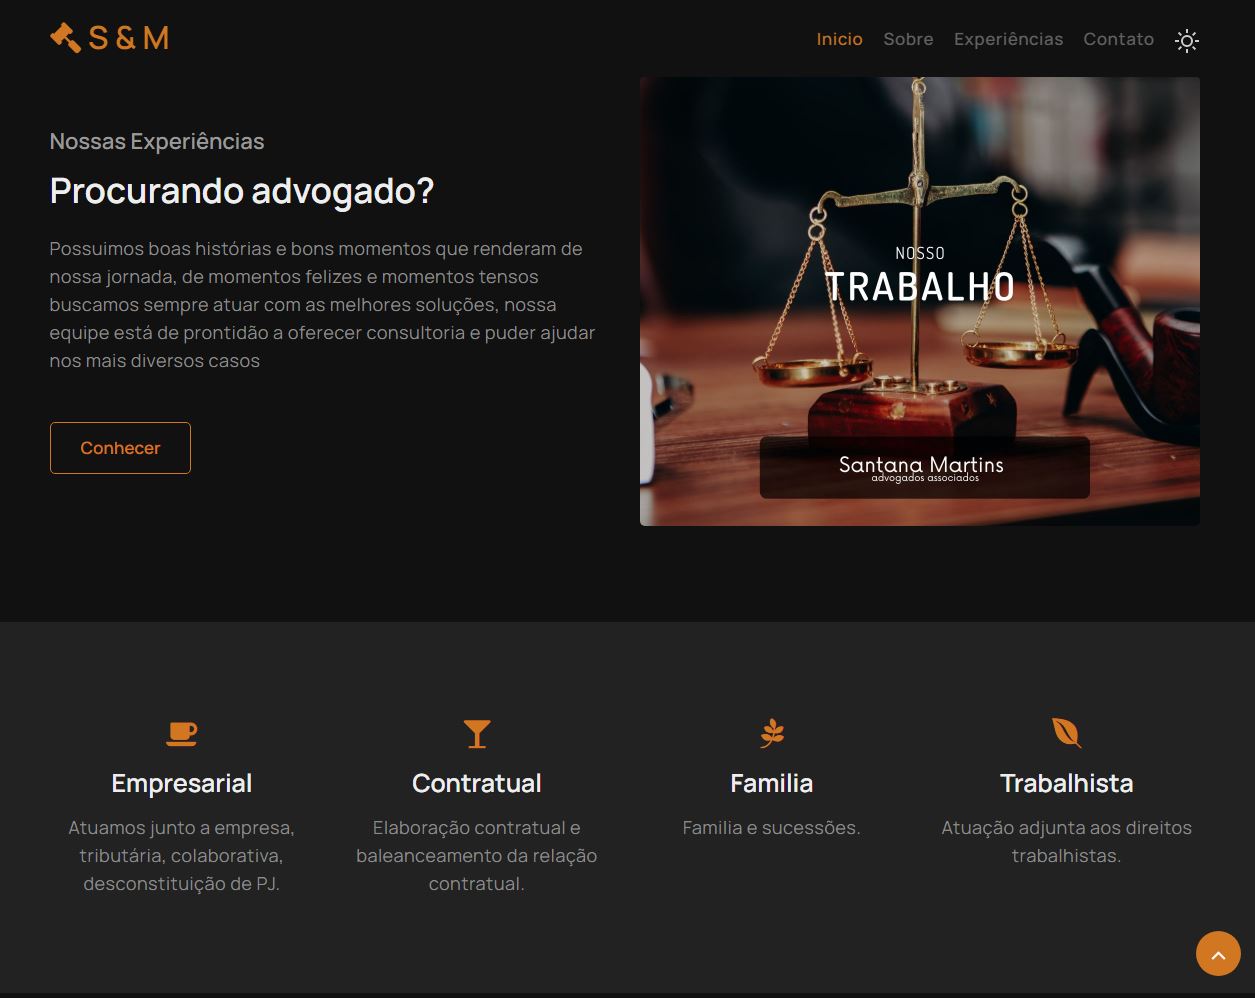 S & M
Inicio Sobre Experiências Contato
Nossas Experiências
Procurando advogado?
Possuimos boas histórias e bons momentos que renderam de
nossa jornada, de momentos felizes e momentos tensos
buscamos sempre atuar com as melhores soluções, nossa
equipe está de prontidão a oferecer consultoria e puder ajudar
nos mais diversos casos
Conhecer
NOSSO
TRABALHO
Santana Martins
advogados associados
Empresarial
Atuamos junto a empresa,
tributária, colaborativa,
desconstituição de PJ.
Contratual
Elaboração contratual e
baleanceamento da relação
contratual.
Familia
Familia e sucessões.
Trabalhista
Atuação adjunta aos direitos
trabalhistas.